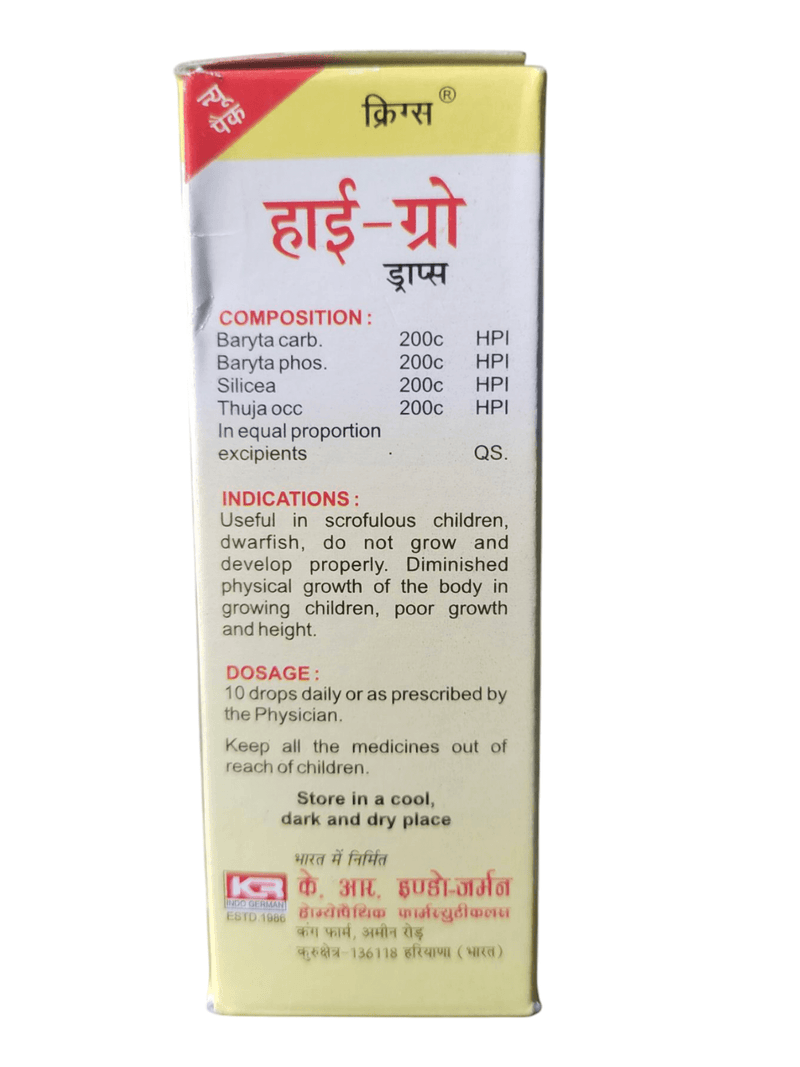 न्यू
पैक
क्रिग्स ®
हाई-ग्रो
ड्राप्स
COMPOSITION :
Baryta carb. 200c HPI
Baryta phos. 200c HPI
Silicea 200c HPI
Thuja occ 200c HPI
In equal proportion
excipients QS.
INDICATIONS :
Useful in scrofulous children,
dwarfish, do not grow and
develop properly. Diminished
physical growth of the body in
growing children, poor growth
and height.
DOSAGE :
10 drops daily or as prescribed by
the Physician.
Keep all the medicines out of
reach of children.
Store in a cool,
dark and dry place
भारत में निर्मित
KR
INDO GERMAN
ESTD 1986
के. आर. इण्डो-जर्मन
होम्योपैथिक फार्मस्युटीकलस
कंग फार्म, अमीन रोड़
कुरुक्षेत्र-136118 हरियाणा (भारत)